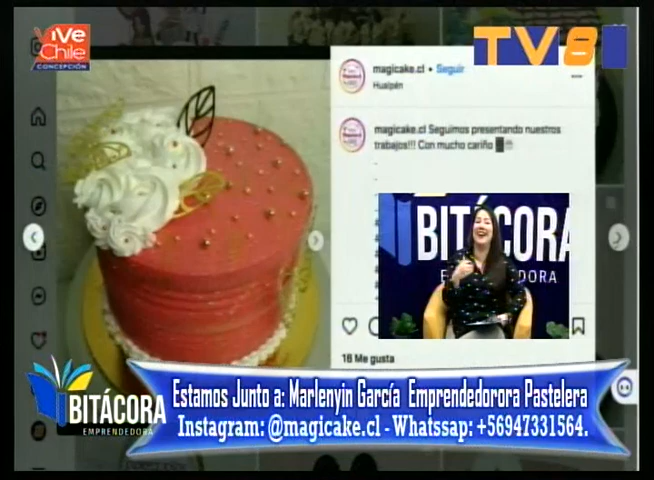 ViVe
Chile
CONCEPCIÓN
TV8
magicake.cl • Seguir
Hualpén
magicake.cl Seguimos presentando nuestros
trabajos!!! Con mucho cariño
BITÁCORA
EMPRENDEDORA
16 Me gusta
BITÁCORA
EMPRENDEDORA
Estamos Junto a: Marlenyin García Emprendedorora Pastelera
Instagram: @magicake.cl - Whatssap: +56947331564.